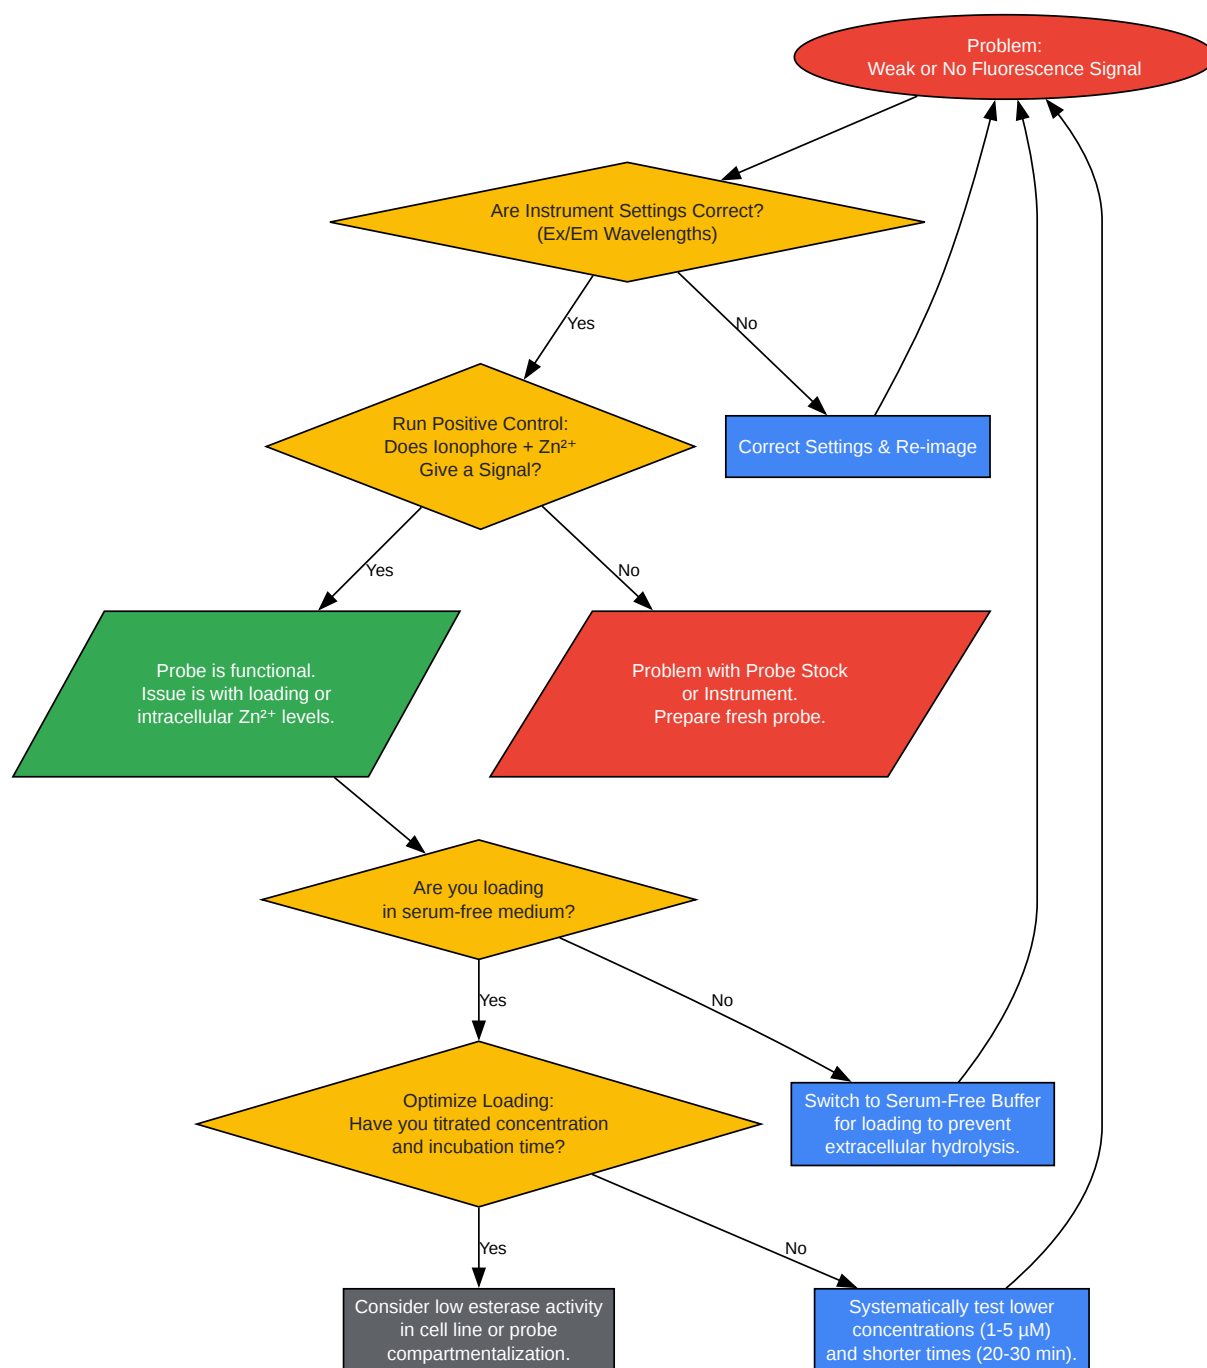 Problem:
Weak or No Fluorescence Signal
Are Instrument Settings Correct?
(Ex/Em Wavelengths)
Yes
No
Run Positive Control:
Does Ionophore + Zn²⁺
Give a Signal?
Correct Settings & Re-image
Yes
No
Probe is functional.
Issue is with loading or
intracellular Zn²⁺ levels.
Problem with Probe Stock
or Instrument.
Prepare fresh probe.
Are you loading
in serum-free medium?
Yes
No
Optimize Loading:
Have you titrated concentration
and incubation time?
Switch to Serum-Free Buffer
for loading to prevent
extracellular hydrolysis.
Yes
No
Consider low esterase activity
in cell line or probe
compartmentalization.
Systematically test lower
concentrations (1-5 µM)
and shorter times (20-30 min).